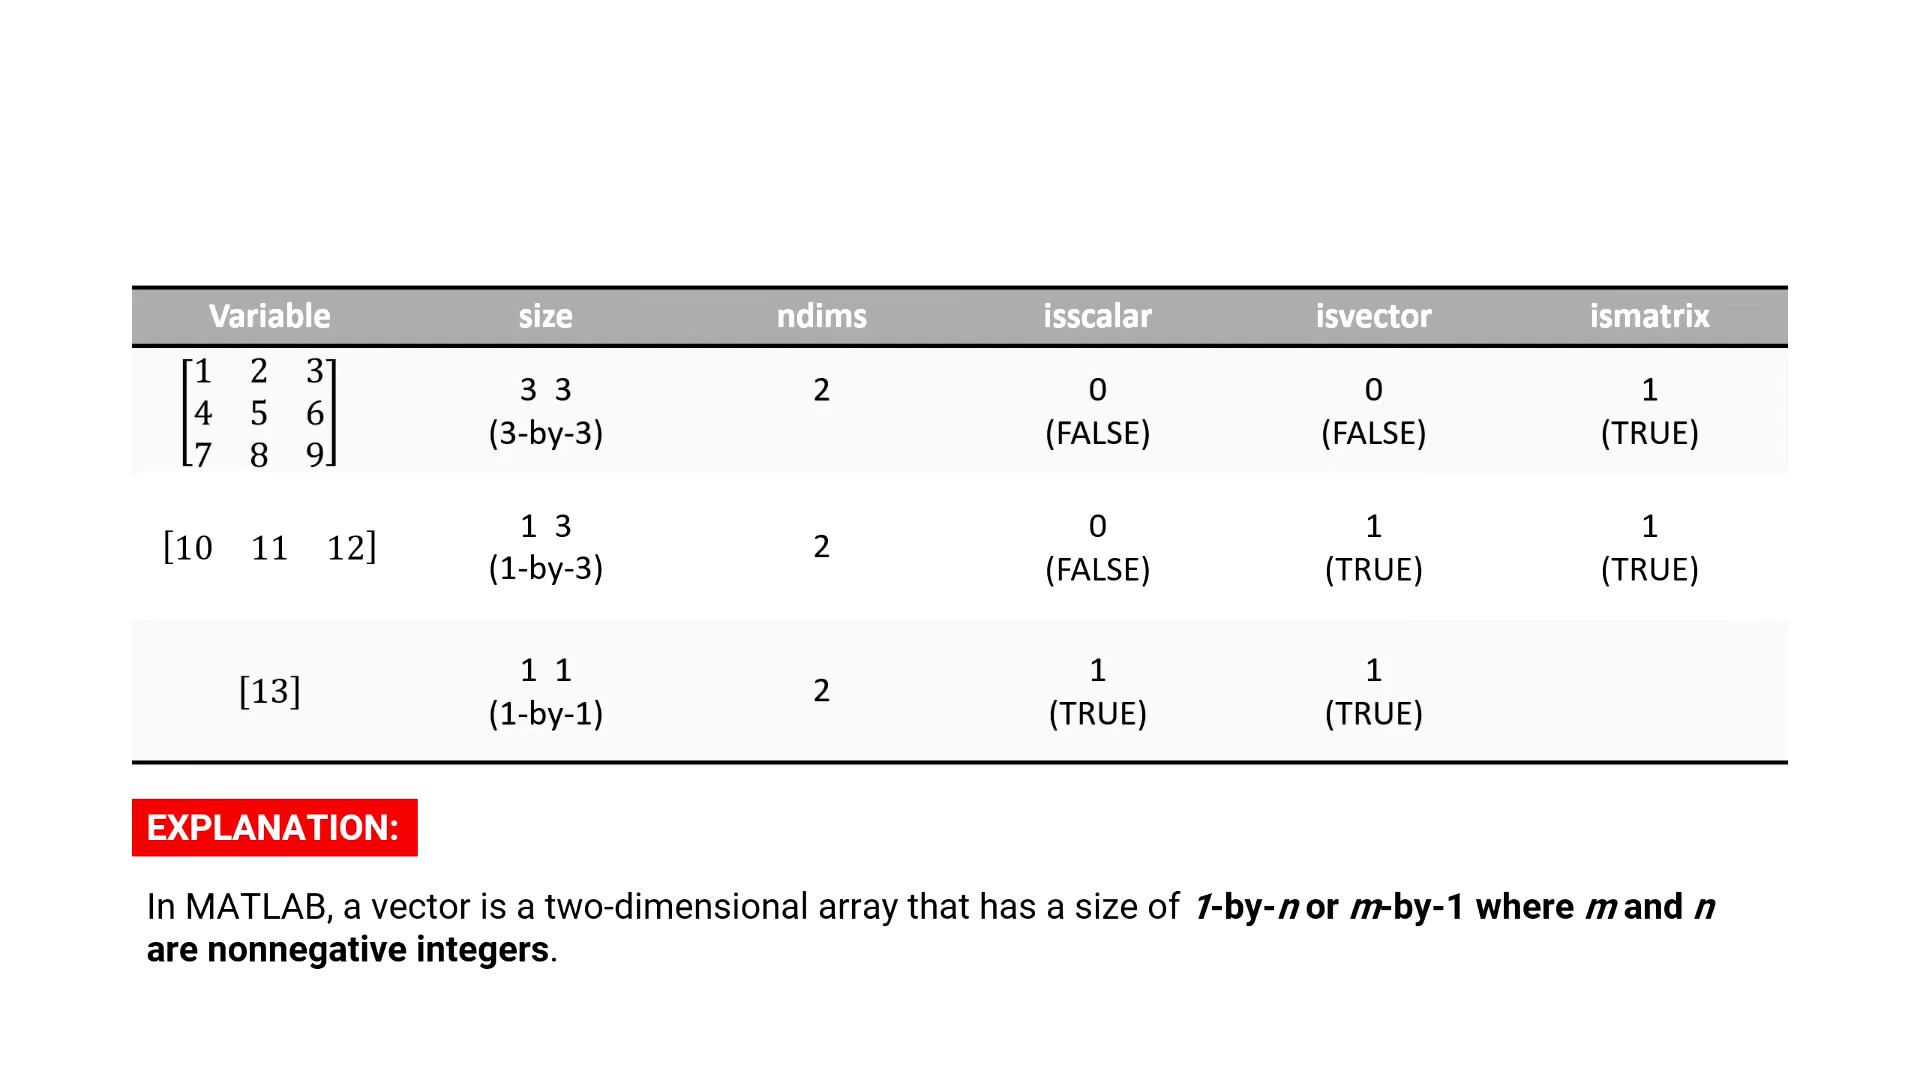 Variable size ndims isscalar isvector ismatrix
[1 2 3
4 5 6
7 8 9]
3 3
(3-by-3)
2
0
(FALSE)
0
(FALSE)
1
(TRUE)
[10 11 12]
1 3
(1-by-3)
2
0
(FALSE)
1
(TRUE)
1
(TRUE)
[13]
1 1
(1-by-1)
2
1
(TRUE)
1
(TRUE)
EXPLANATION:
In MATLAB, a vector is a two-dimensional array that has a size of 1-by-n or m-by-1 where m and n
are nonnegative integers.